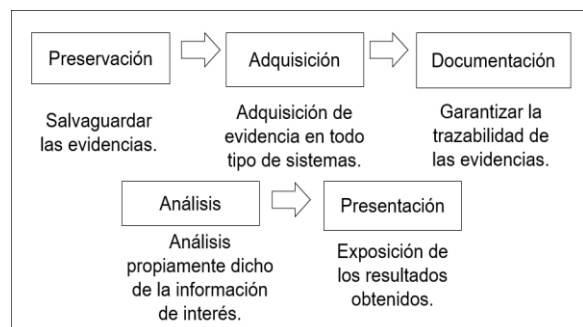 Preservación
Adquisición
Documentación
Salvaguardar
las evidencias.
Adquisición de
evidencia en todo
tipo de sistemas.
Garantizar la
trazabilidad de
las evidencias.
Análisis
Presentación
Análisis
propiamente dicho
de la información
de interés.
Exposición de
los resultados
obtenidos.